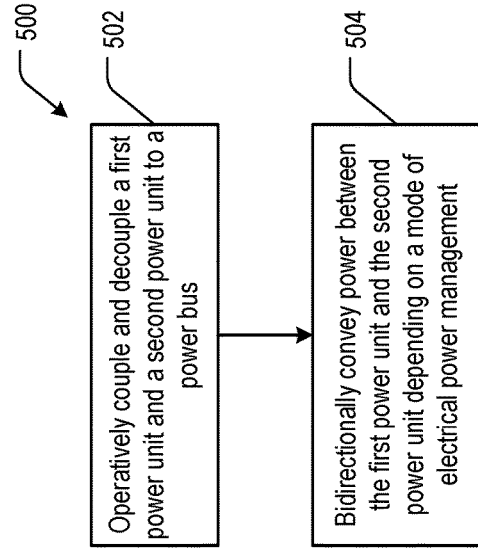 500
502
Operatively couple and decouple a first
power unit and a second power unit to a
power bus
504
Bidirectionally convey power between
the first power unit and the second
power unit depending on a mode of
electrical power management